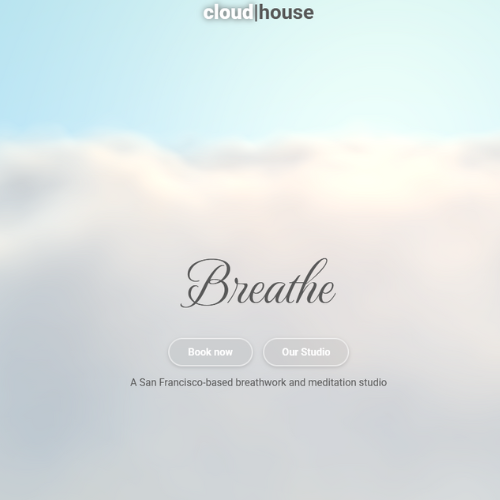 cloud|house
Breathe
Book now
Our Studio
A San Francisco-based breathwork and meditation studio